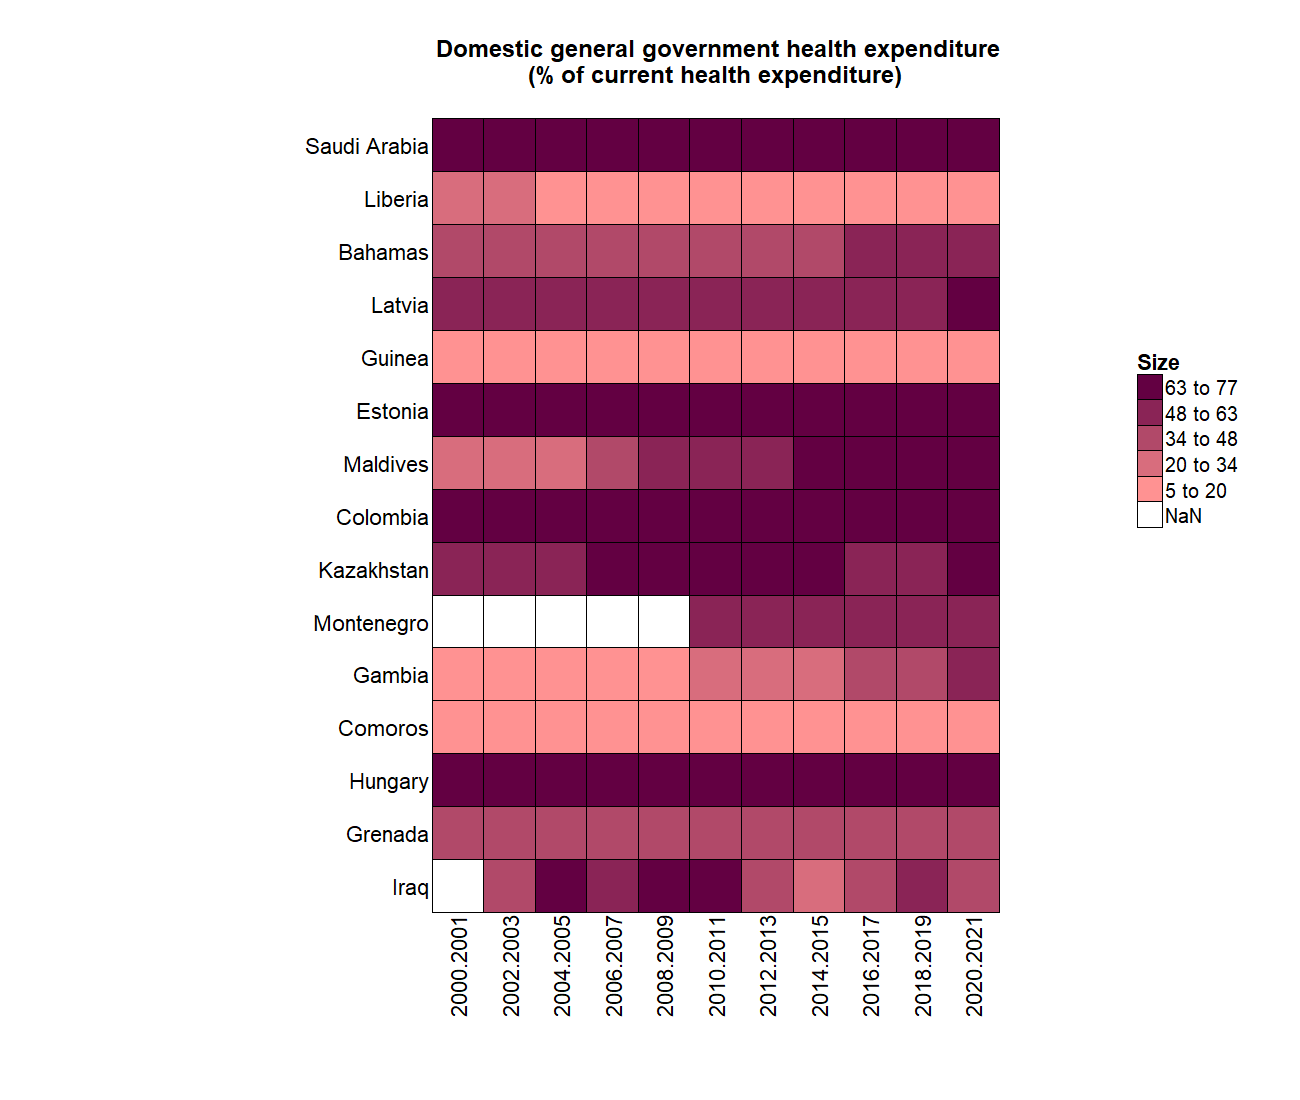 Domestic general government health expenditure
(% of current health expenditure)
Saudi Arabia
Liberia
Bahamas
Latvia
Guinea
Estonia
Maldives
Colombia
Kazakhstan
Montenegro
Gambia
Comoros
Hungary
Grenada
Iraq
2000.2001
2002.2003
2004.2005
2006.2007
2008.2009
2010.2011
2012.2013
2014.2015
2016.2017
2018.2019
2020.2021
Size
63 to 77
48 to 63
34 to 48
20 to 34
5 to 20
NaN